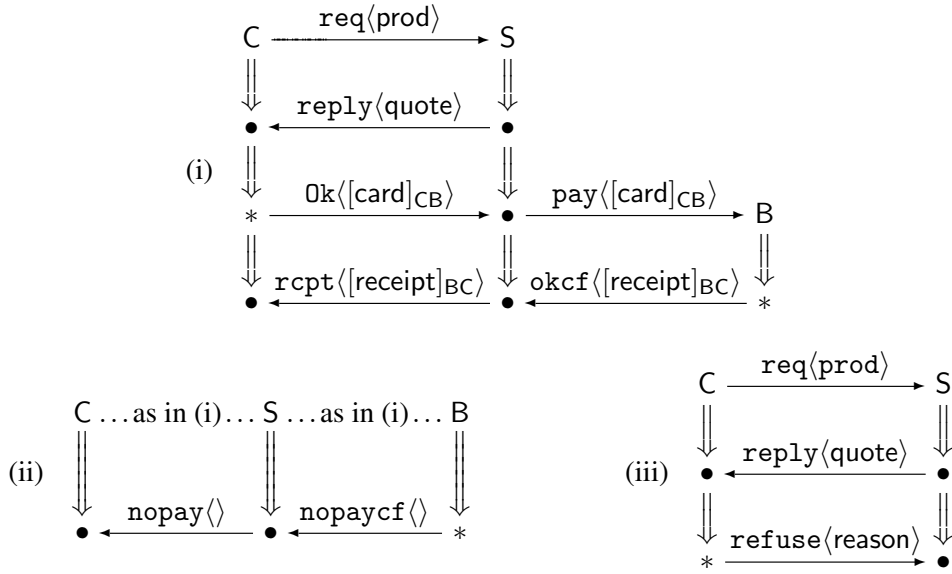 req⟨prod⟩
C S
reply⟨quote⟩
(i)
Ok⟨[card]CB⟩ pay⟨[card]CB⟩
* B
rcpt⟨[receipt]BC⟩ okcf⟨[receipt]BC⟩
*
C ...as in (i)... S ...as in (i)... B
(ii)
nopay⟨⟩ nopaycf⟨⟩
*
req⟨prod⟩
C S
reply⟨quote⟩
(iii)
refuse⟨reason⟩
*